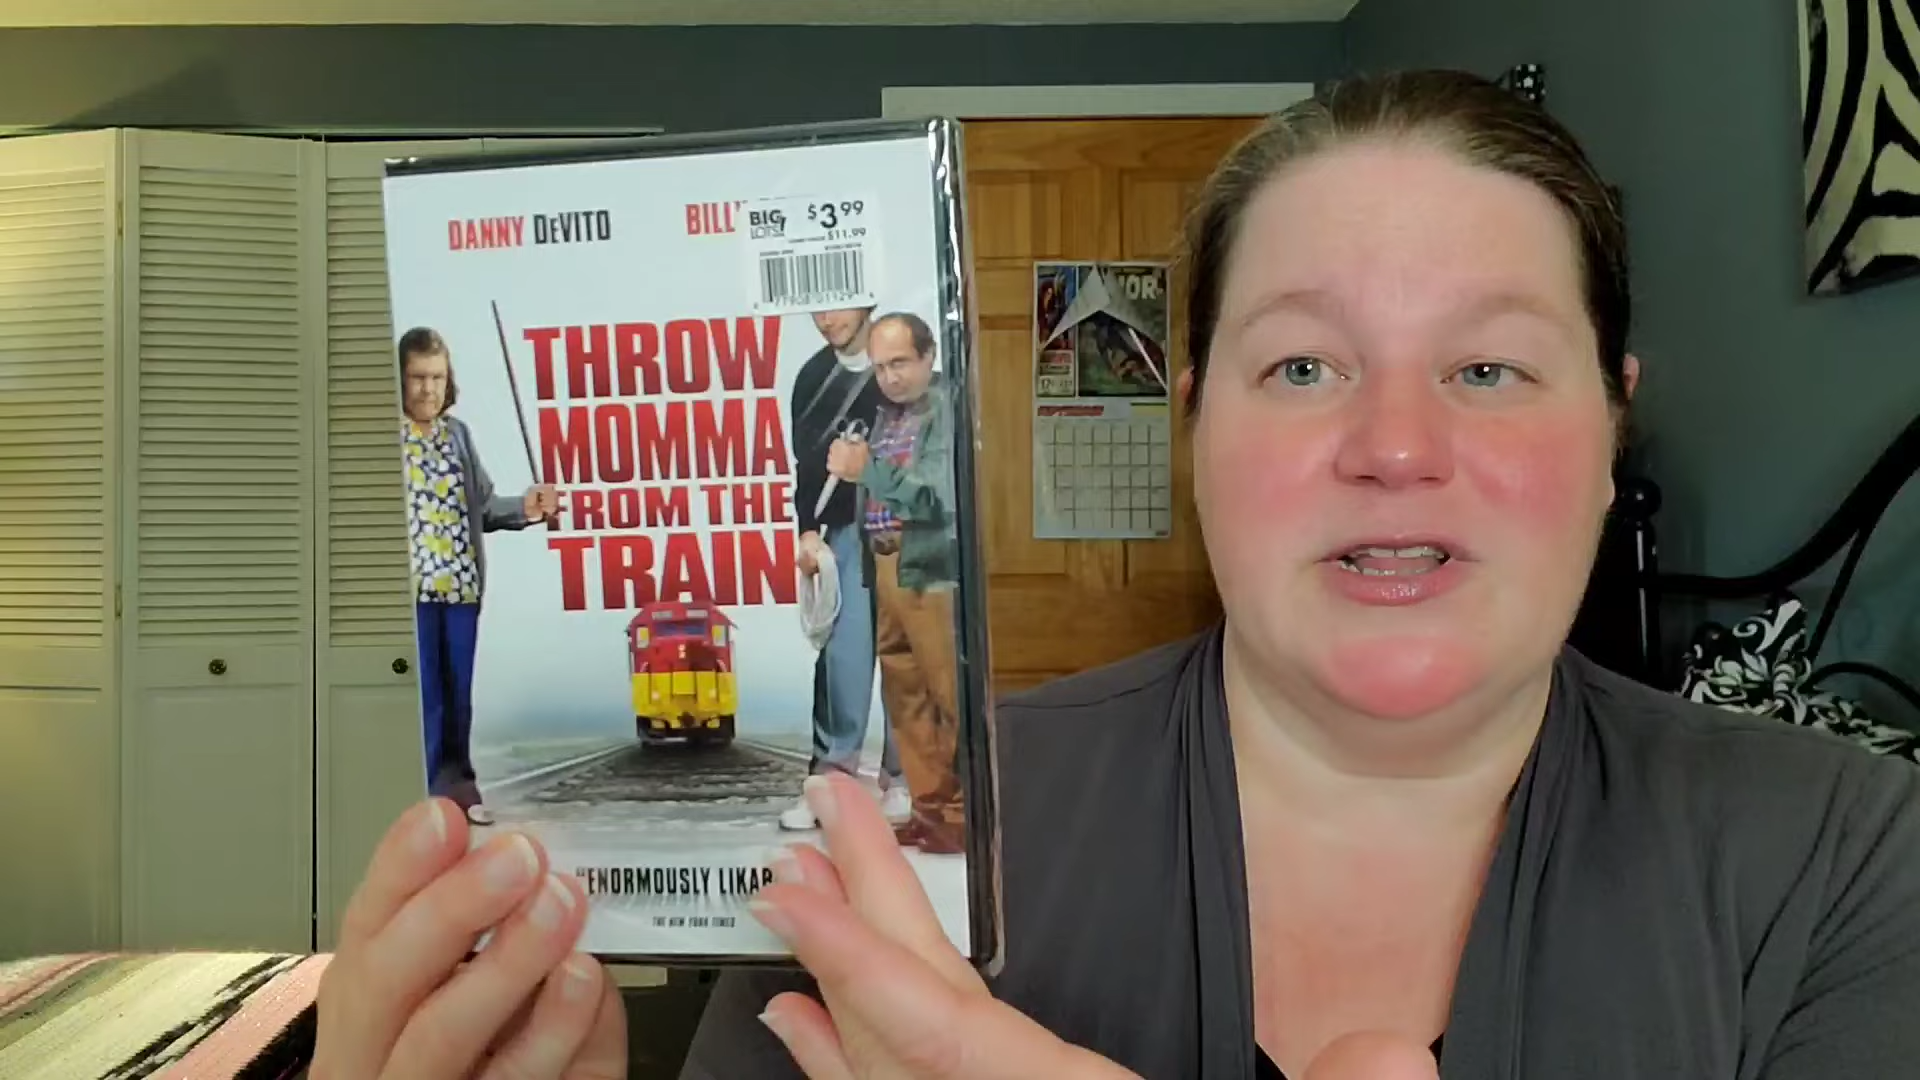 DANNY DeVITO
BILL
BIG LOTS! $3.99
$11.99
THROW
MOMMA
FROM THE
TRAIN
"ENORMOUSLY LIKAB
THE NEW YORK TIMES